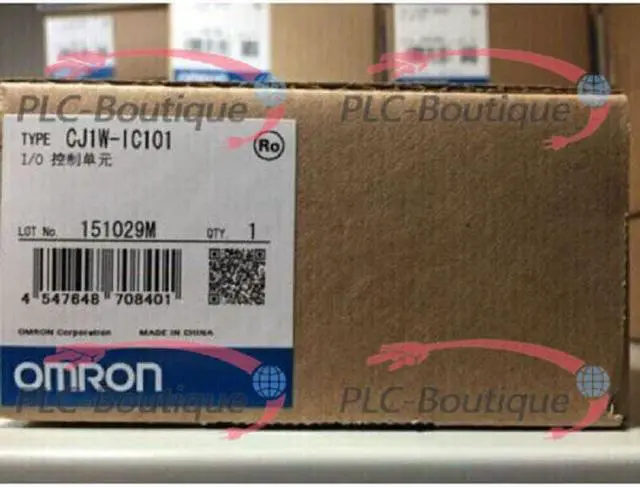 PLC-Boutique
PLC-Boutique
TYPE CJ1W-IC101
I/O 控制单元
Ro
LOT No. 151029M QTY. 1
4 547648 708401
OMRON Corporation MADE IN CHINA
OMRON
PLC-Boutique
PLC-Boutique